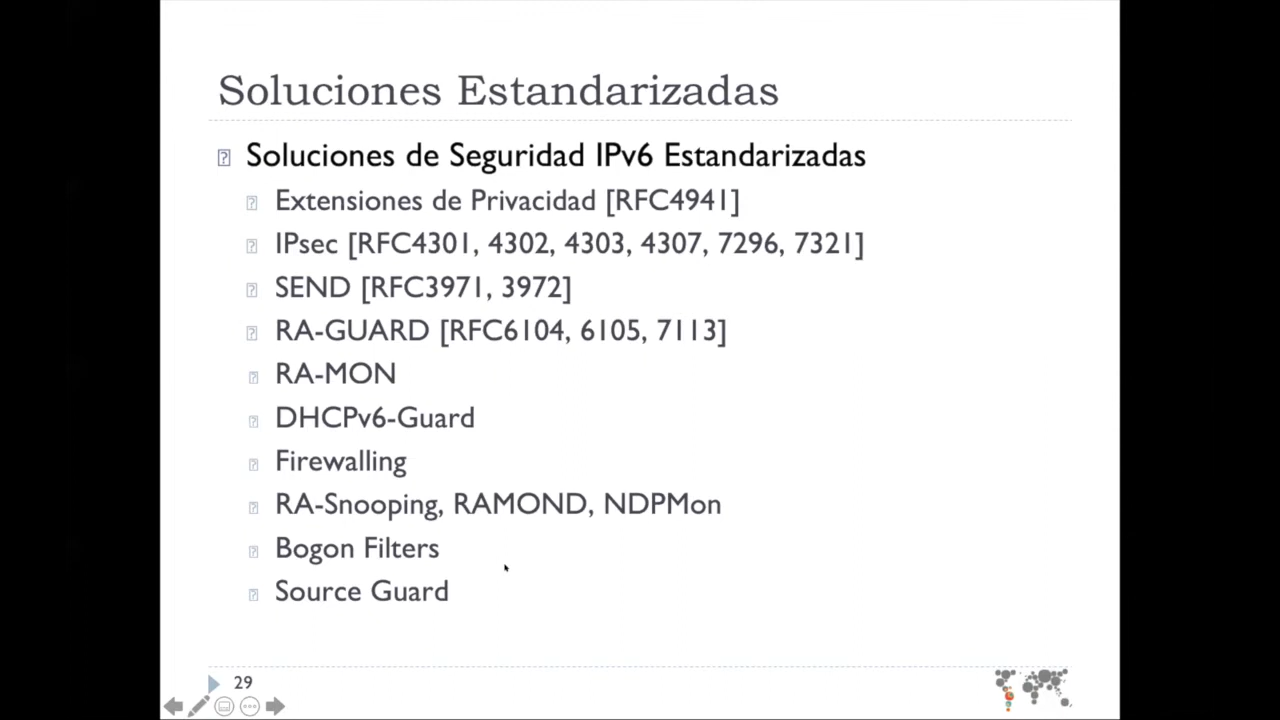 Soluciones Estandarizadas
Soluciones de Seguridad IPv6 Estandarizadas
Extensiones de Privacidad [RFC4941]
IPsec [RFC4301, 4302, 4303, 4307, 7296, 7321]
SEND [RFC3971, 3972]
RA-GUARD [RFC6104, 6105, 7113]
RA-MON
DHCPv6-Guard
Firewalling
RA-Snooping, RAMOND, NDPMon
Bogon Filters
Source Guard
29